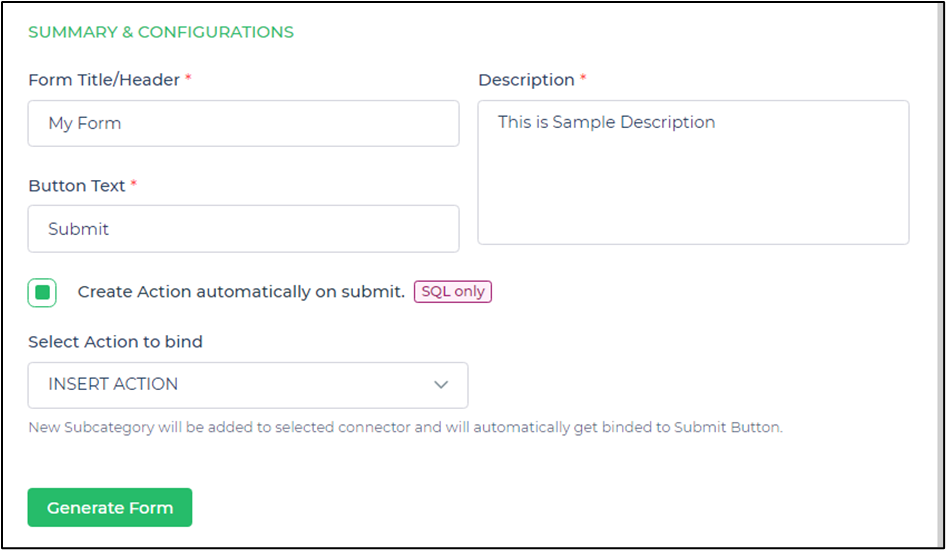 SUMMARY & CONFIGURATIONS
Form Title/Header *
My Form
Description *
This is Sample Description
Button Text *
Submit
Create Action automatically on submit. SQL only
Select Action to bind
INSERT ACTION
New Subcategory will be added to selected connector and will automatically get binded to Submit Button.
Generate Form